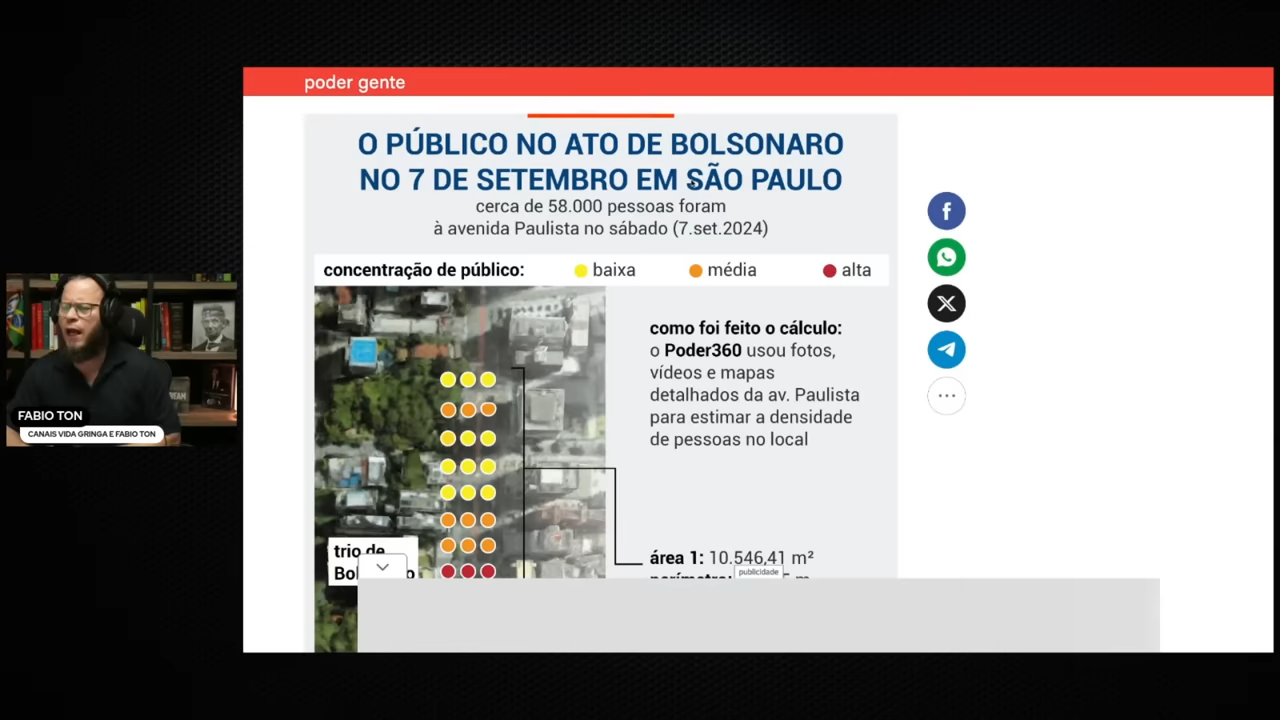 poder gente
O PÚBLICO NO ATO DE BOLSONARO
NO 7 DE SETEMBRO EM SÃO PAULO
cerca de 58.000 pessoas foram
à avenida Paulista no sábado (7.set.2024)
concentração de público:
baixa
média
alta
como foi feito o cálculo:
o Poder360 usou fotos,
vídeos e mapas
detalhados da av. Paulista
para estimar a densidade
de pessoas no local
trio de
área 1: 10.546,41 m²
publicidade
FABIO TON
CANAIS VIDA GRINGA E FABIO TON